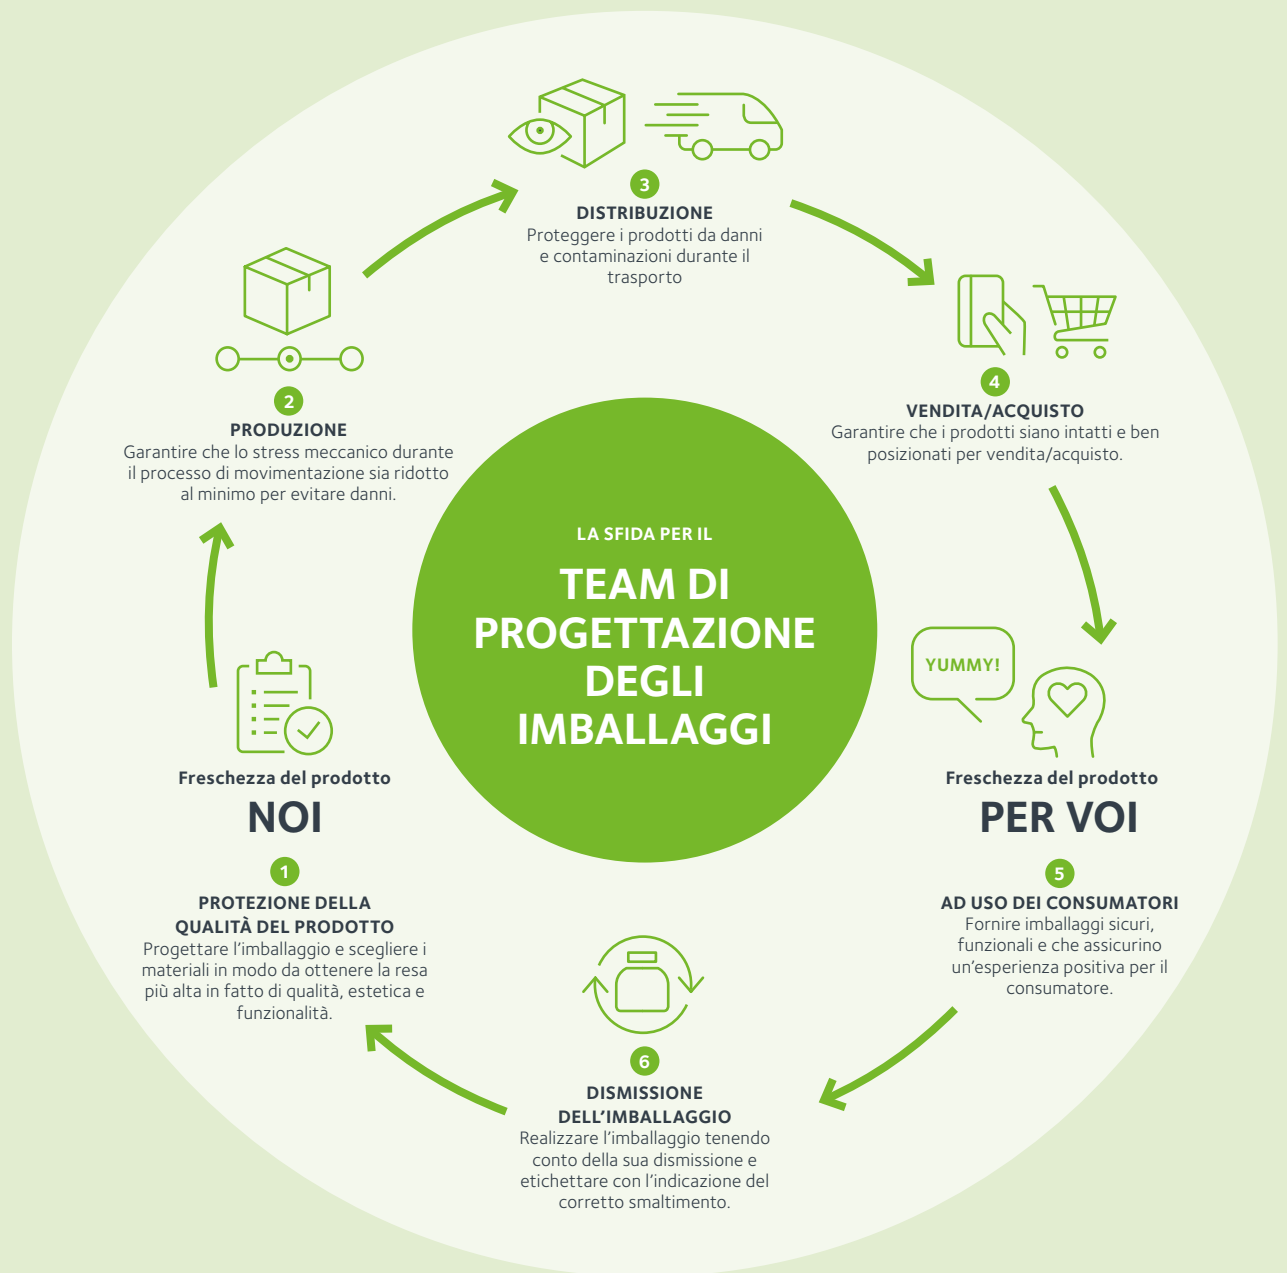 LA SFIDA PER IL
TEAM DI
PROGETTAZIONE
DEGLI
IMBALLAGGI
Freschezza del prodotto
NOI
1
PROTEZIONE DELLA
QUALITÀ DEL PRODOTTO
Progettare l’imballaggio e scegliere i
materiali in modo da ottenere la resa
più alta in fatto di qualità, estetica e
funzionalità.
2
PRODUZIONE
Garantire che lo stress meccanico durante
il processo di movimentazione sia ridotto
al minimo per evitare danni.
3
DISTRIBUZIONE
Proteggere i prodotti da danni
e contaminazioni durante il
trasporto
4
VENDITA/ACQUISTO
Garantire che i prodotti siano intatti e ben
posizionati per vendita/acquisto.
YUMMY!
Freschezza del prodotto
PER VOI
5
AD USO DEI CONSUMATORI
Fornire imballaggi sicuri,
funzionali e che assicurino
un’esperienza positiva per il
consumatore.
6
DISMISSIONE
DELL’IMBALLAGGIO
Realizzare l’imballaggio tenendo
conto della sua dismissione e
etichettare con l’indicazione del
corretto smaltimento.